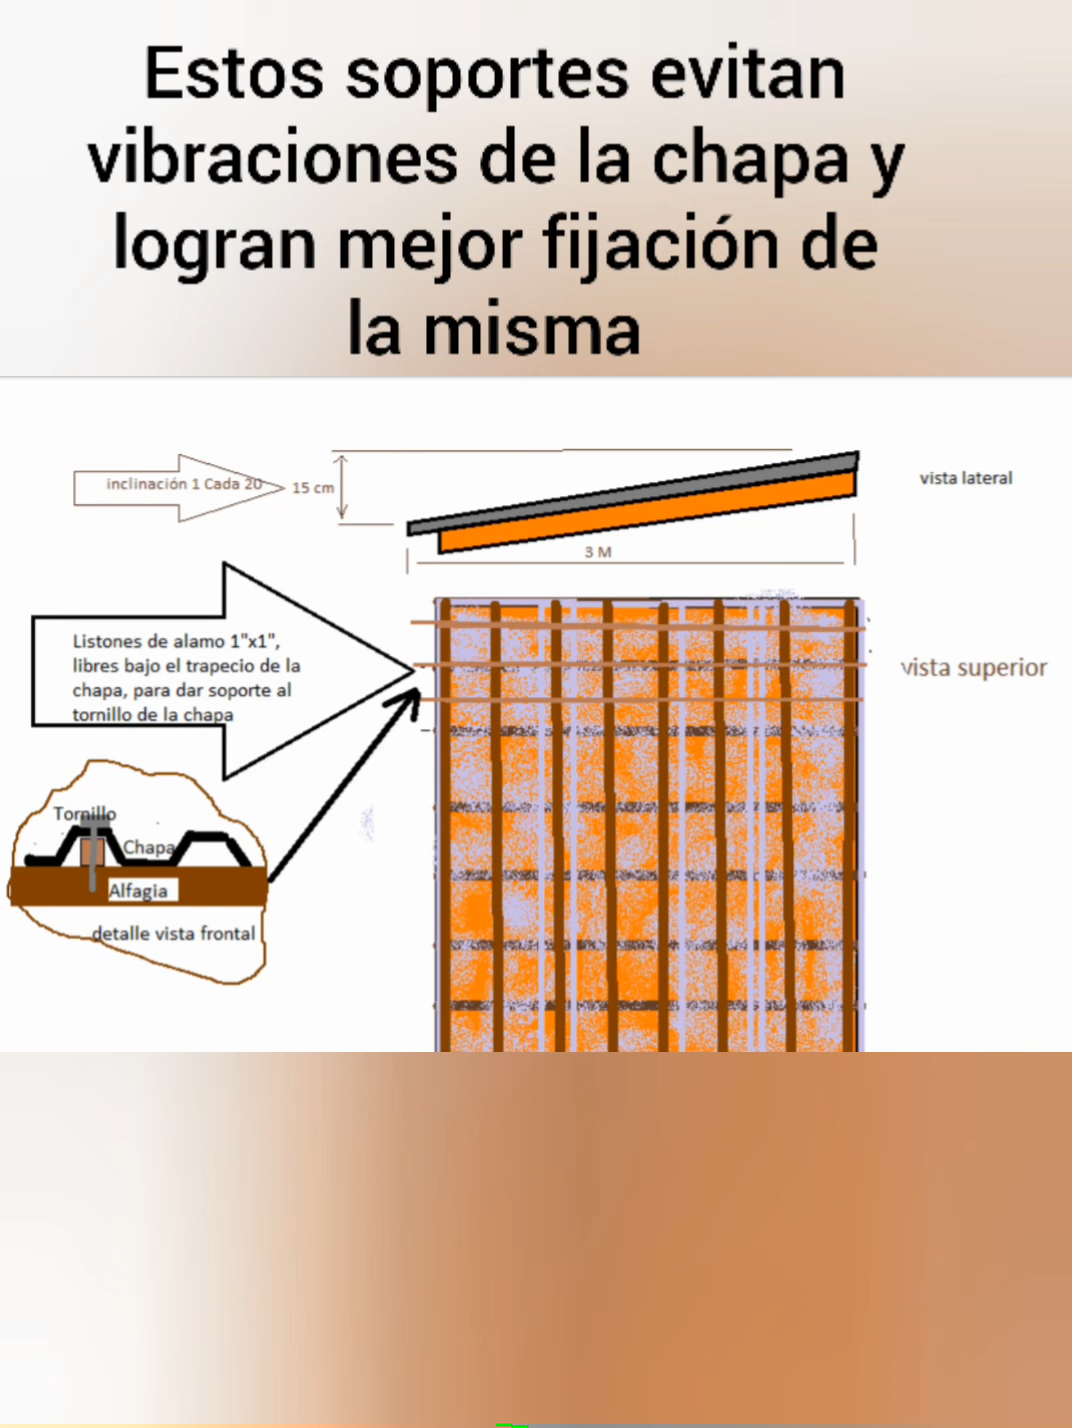 Estos soportes evitan
vibraciones de la chapa y
logran mejor fijación de
la misma
inclinación 1 Cada 20
15 cm
vista lateral
3 M
Listones de alamo 1"x1",
libres bajo el trapecio de la
chapa, para dar soporte al
tornillo de la chapa
vista superior
Tornillo
Chapa
Alfagia
detalle vista frontal